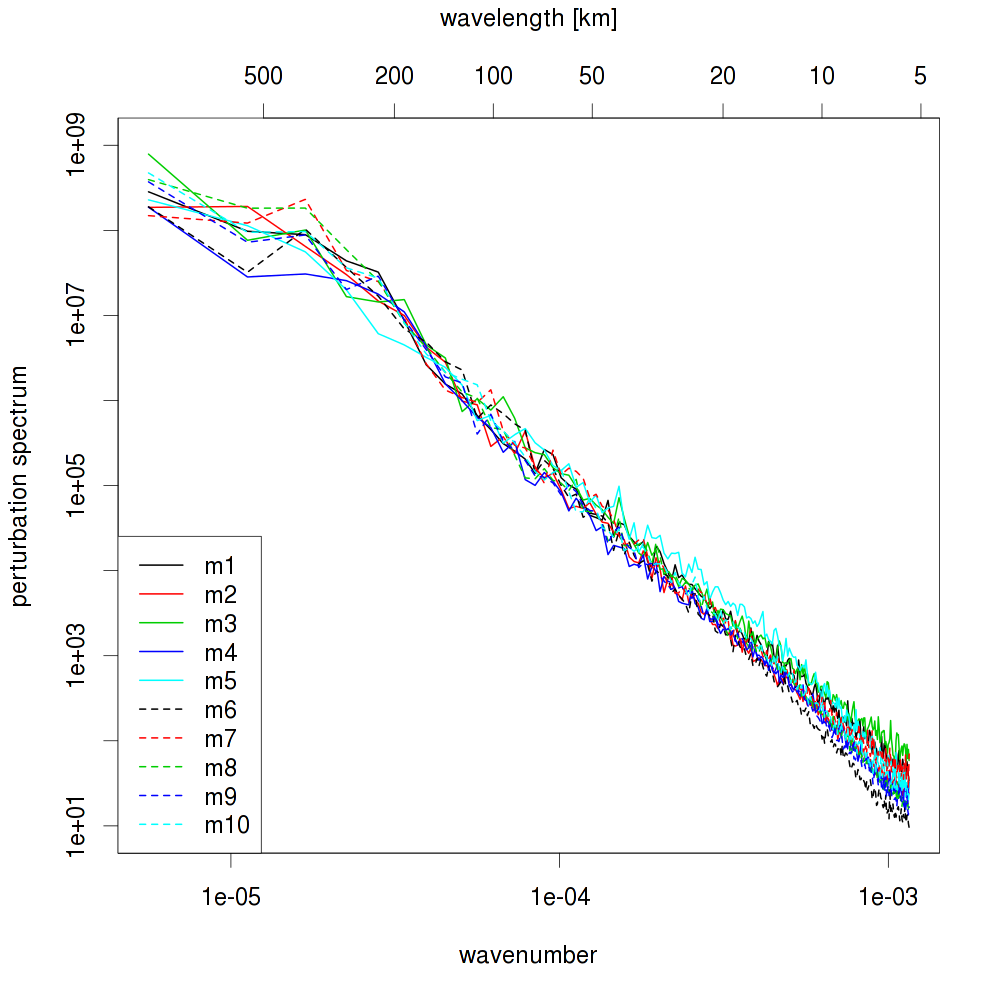 wavelength [km]
500 200 100 50 20 10 5
1e+09
1e+07
1e+05
1e+03
1e+01
perturbation spectrum
m1
m2
m3
m4
m5
m6
m7
m8
m9
m10
1e-05 1e-04 1e-03
wavenumber